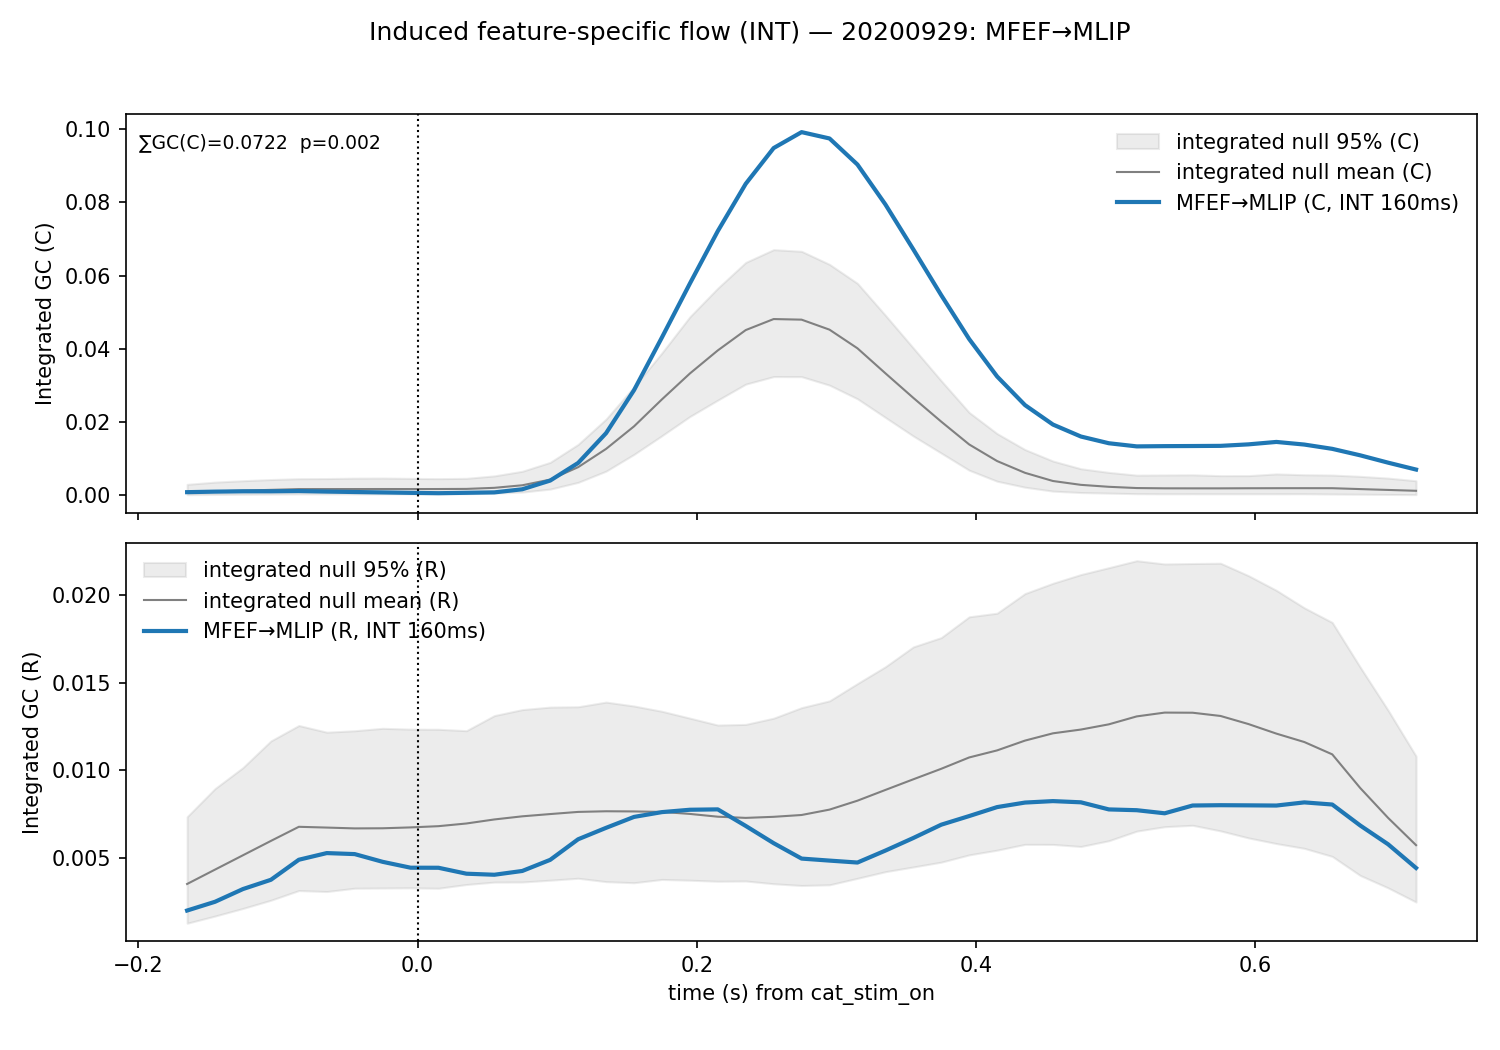 Induced feature-specific flow (INT) — 20200929: MFEF→MLIP
∑GC(C)=0.0722  p=0.002
integrated null 95% (C)
integrated null mean (C)
MFEF→MLIP (C, INT 160ms)
Integrated GC (C)
0.10
0.08
0.06
0.04
0.02
0.00
integrated null 95% (R)
integrated null mean (R)
MFEF→MLIP (R, INT 160ms)
Integrated GC (R)
0.020
0.015
0.010
0.005
−0.2
0.0
0.2
0.4
0.6
time (s) from cat_stim_on